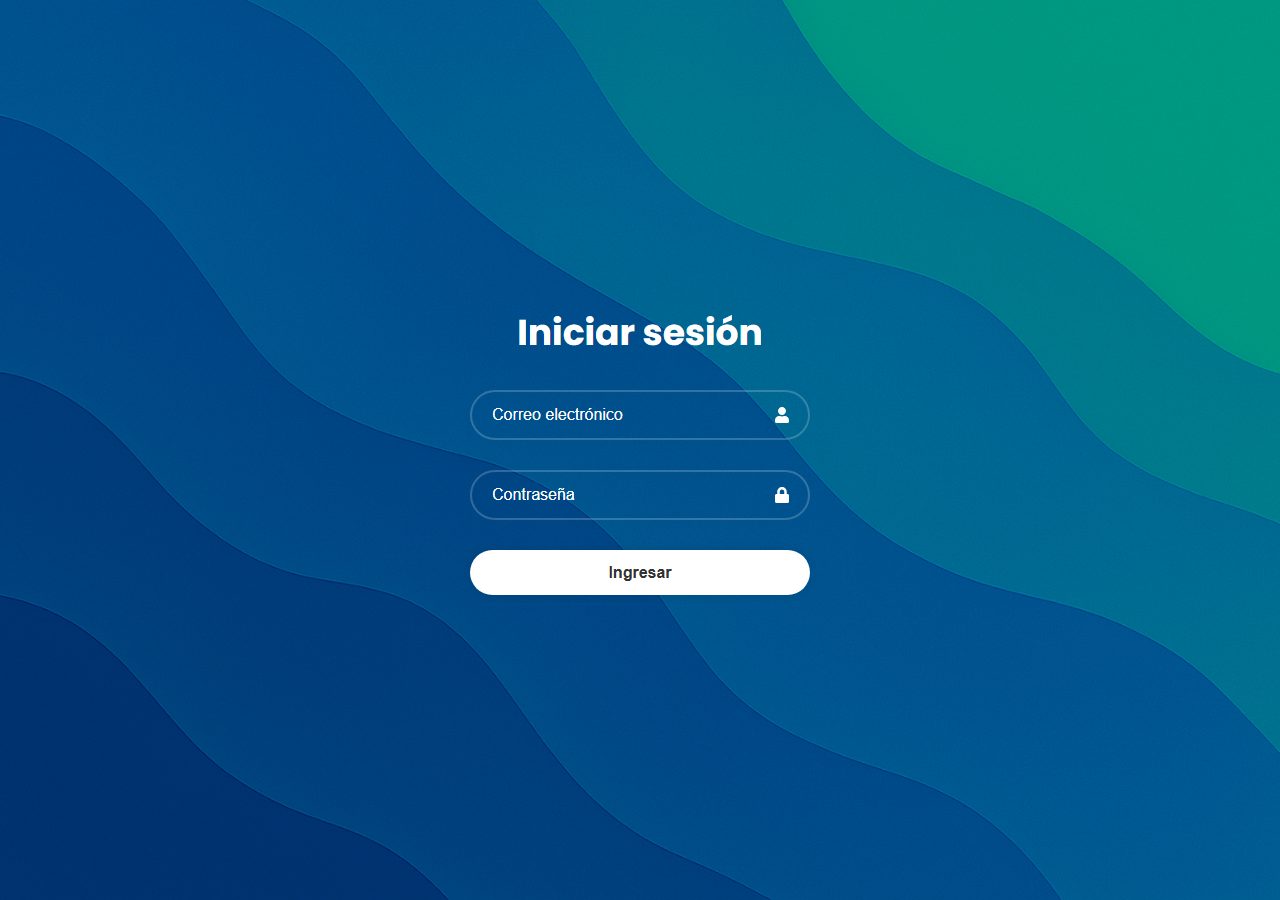 Iniciar sesión
Correo electrónico
Contraseña
Ingresar